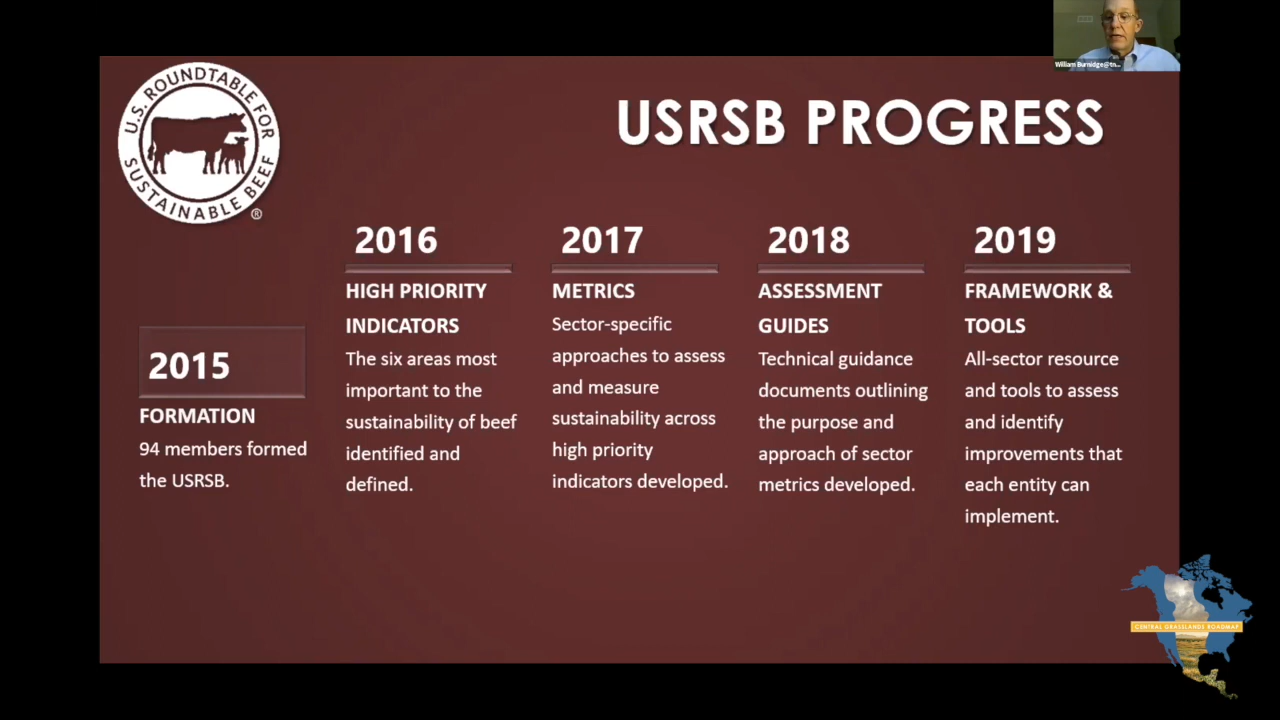 William Burnidge@tn...
U.S. ROUNDTABLE FOR
SUSTAINABLE BEEF
®
USRSB PROGRESS
2015
FORMATION
94 members formed
the USRSB.
2016
HIGH PRIORITY
INDICATORS
The six areas most
important to the
sustainability of beef
identified and
defined.
2017
METRICS
Sector-specific
approaches to assess
and measure
sustainability across
high priority
indicators developed.
2018
ASSESSMENT
GUIDES
Technical guidance
documents outlining
the purpose and
approach of sector
metrics developed.
2019
FRAMEWORK &
TOOLS
All-sector resource
and tools to assess
and identify
improvements that
each entity can
implement.
CENTRAL GRASSLANDS ROADMAP